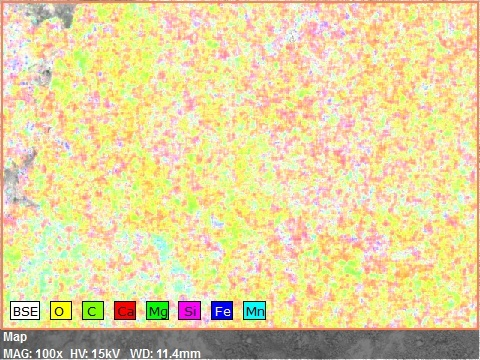 BSE O C Ca Mg Si Fe Mn
Map
MAG: 100x HV: 15kV WD: 11.4mm